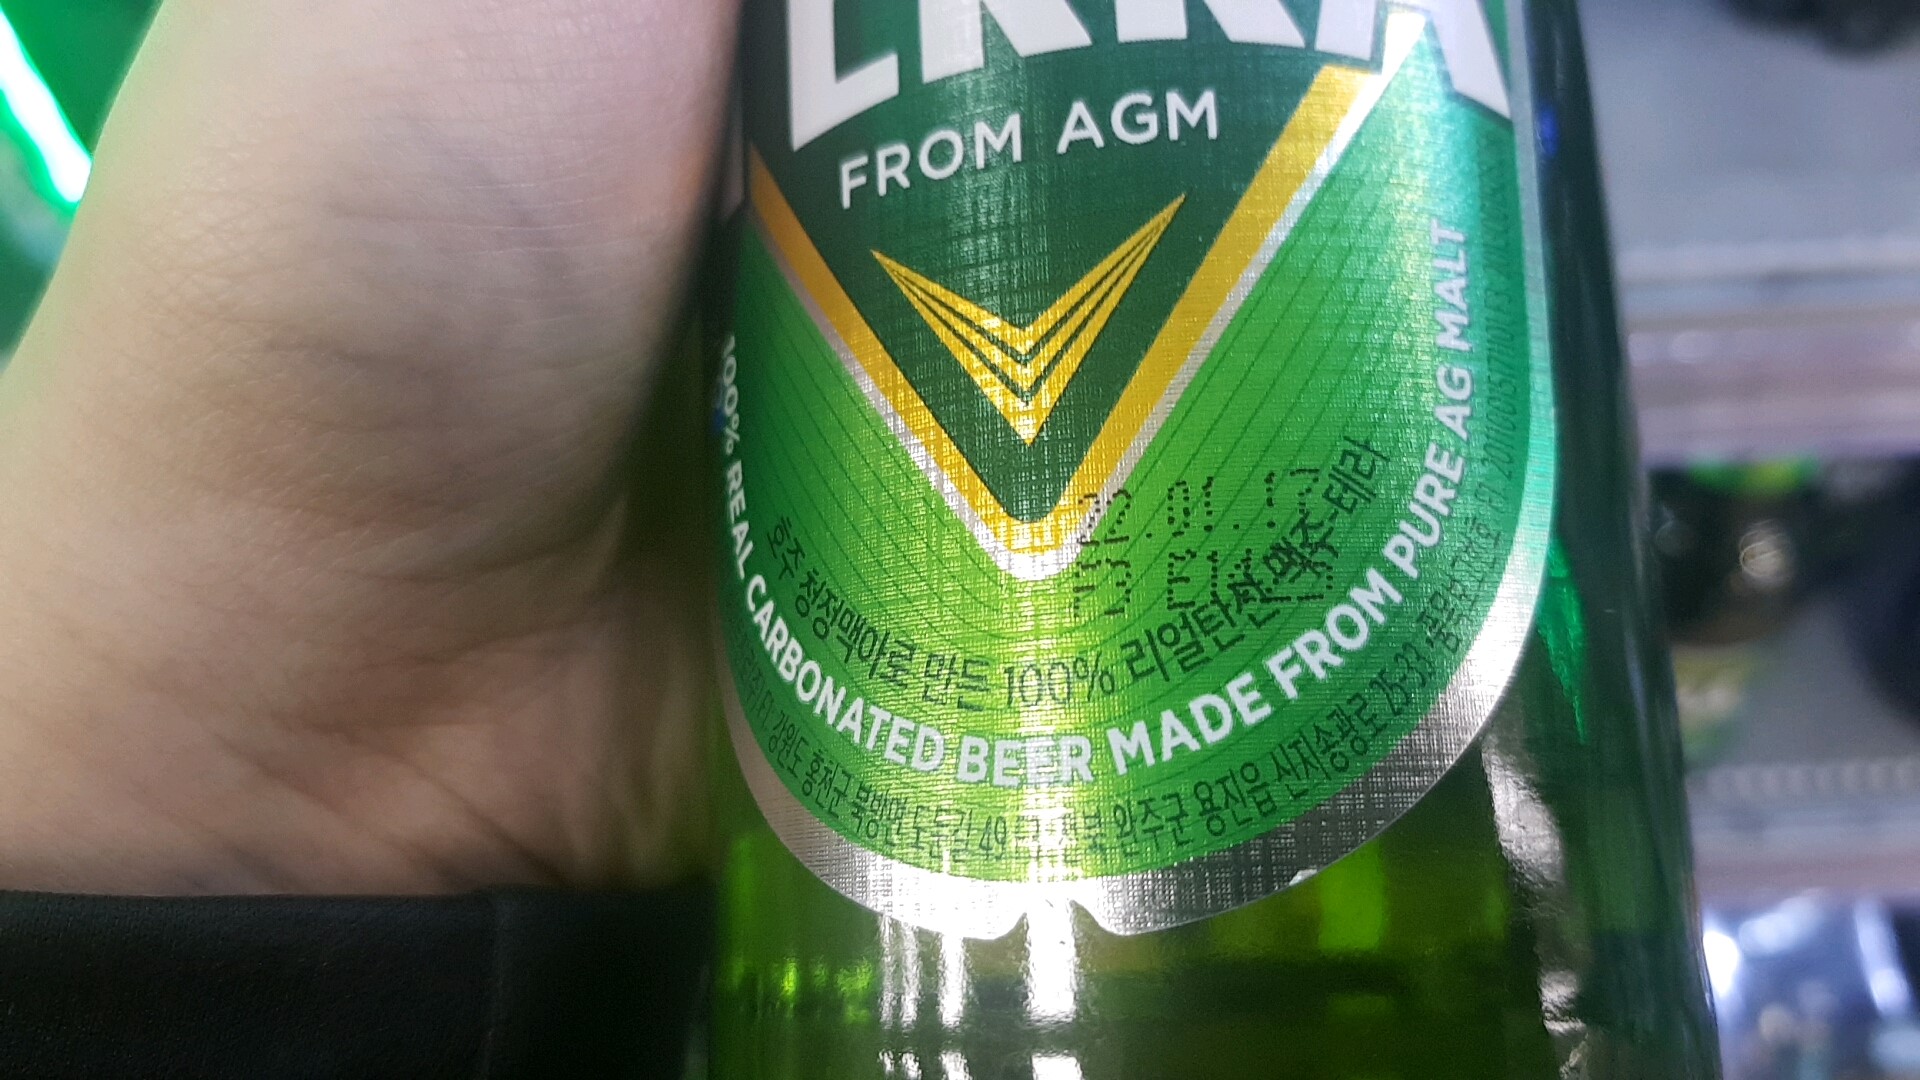 FROM AGM
호주 청정맥아로 만든 100% 리얼탄산 맥주-테라
100% REAL CARBONATED BEER MADE FROM PURE AG MALT
강원도 홍천군 북방면 도둔길 49 전북 완주군 용진읍 신지송광로 25-33